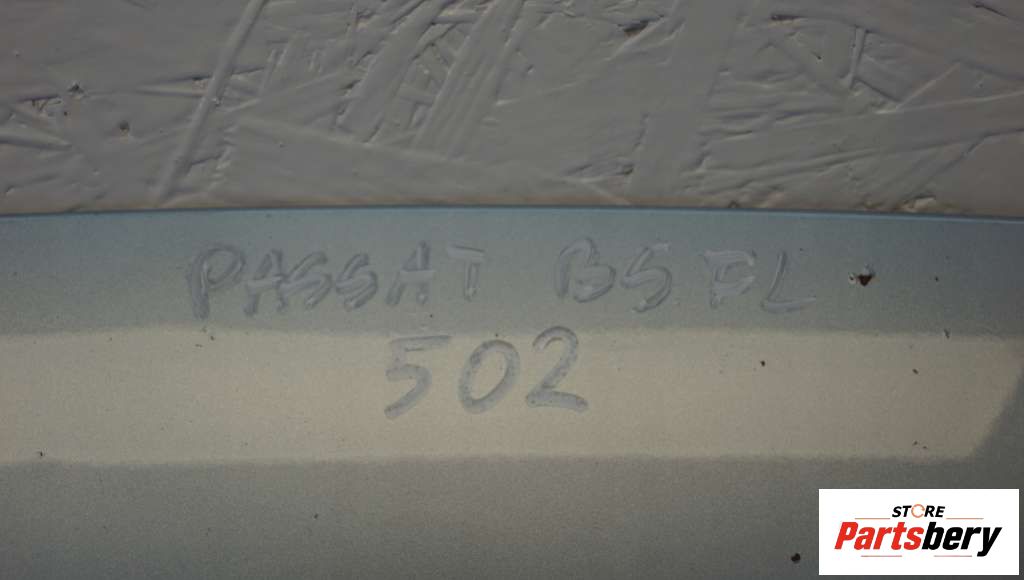 PASSAT B5 FL
502
STORE
Partsbery